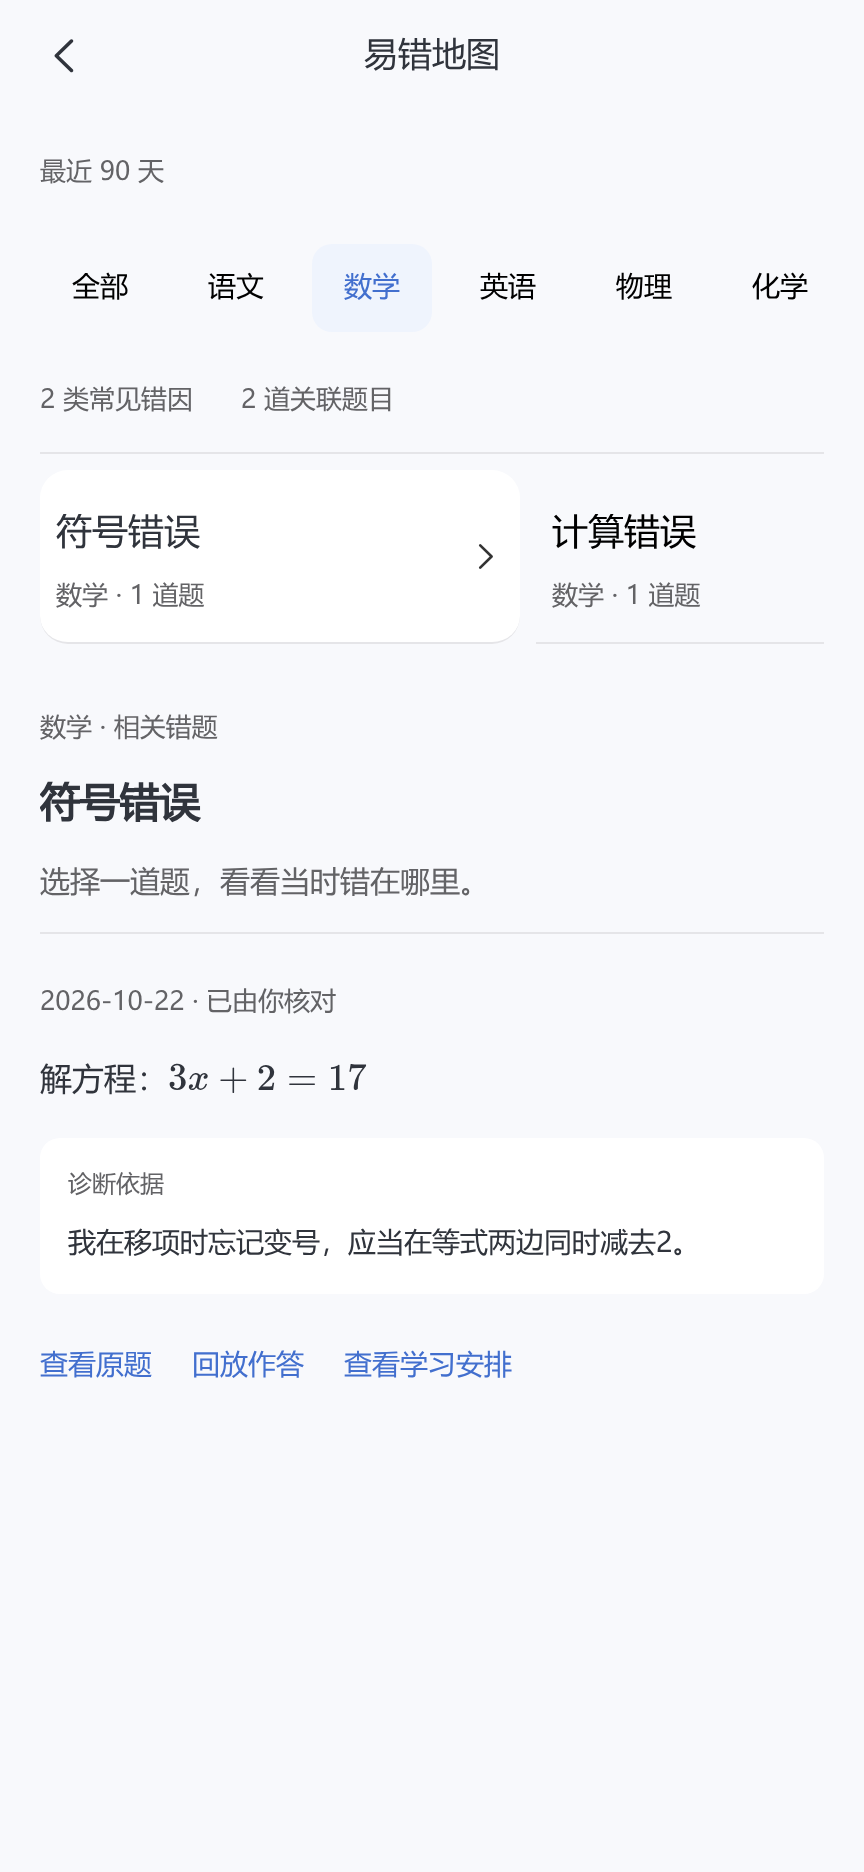 易错地图
最近 90 天
全部 语文 数学 英语 物理 化学
2 类常见错因 2 道关联题目
符号错误
数学 · 1 道题
计算错误
数学 · 1 道题
数学 · 相关错题
符号错误
选择一道题，看看当时错在哪里。
2026-10-22 · 已由你核对
解方程：3x + 2 = 17
诊断依据
我在移项时忘记变号，应当在等式两边同时减去2。
查看原题 回放作答 查看学习安排